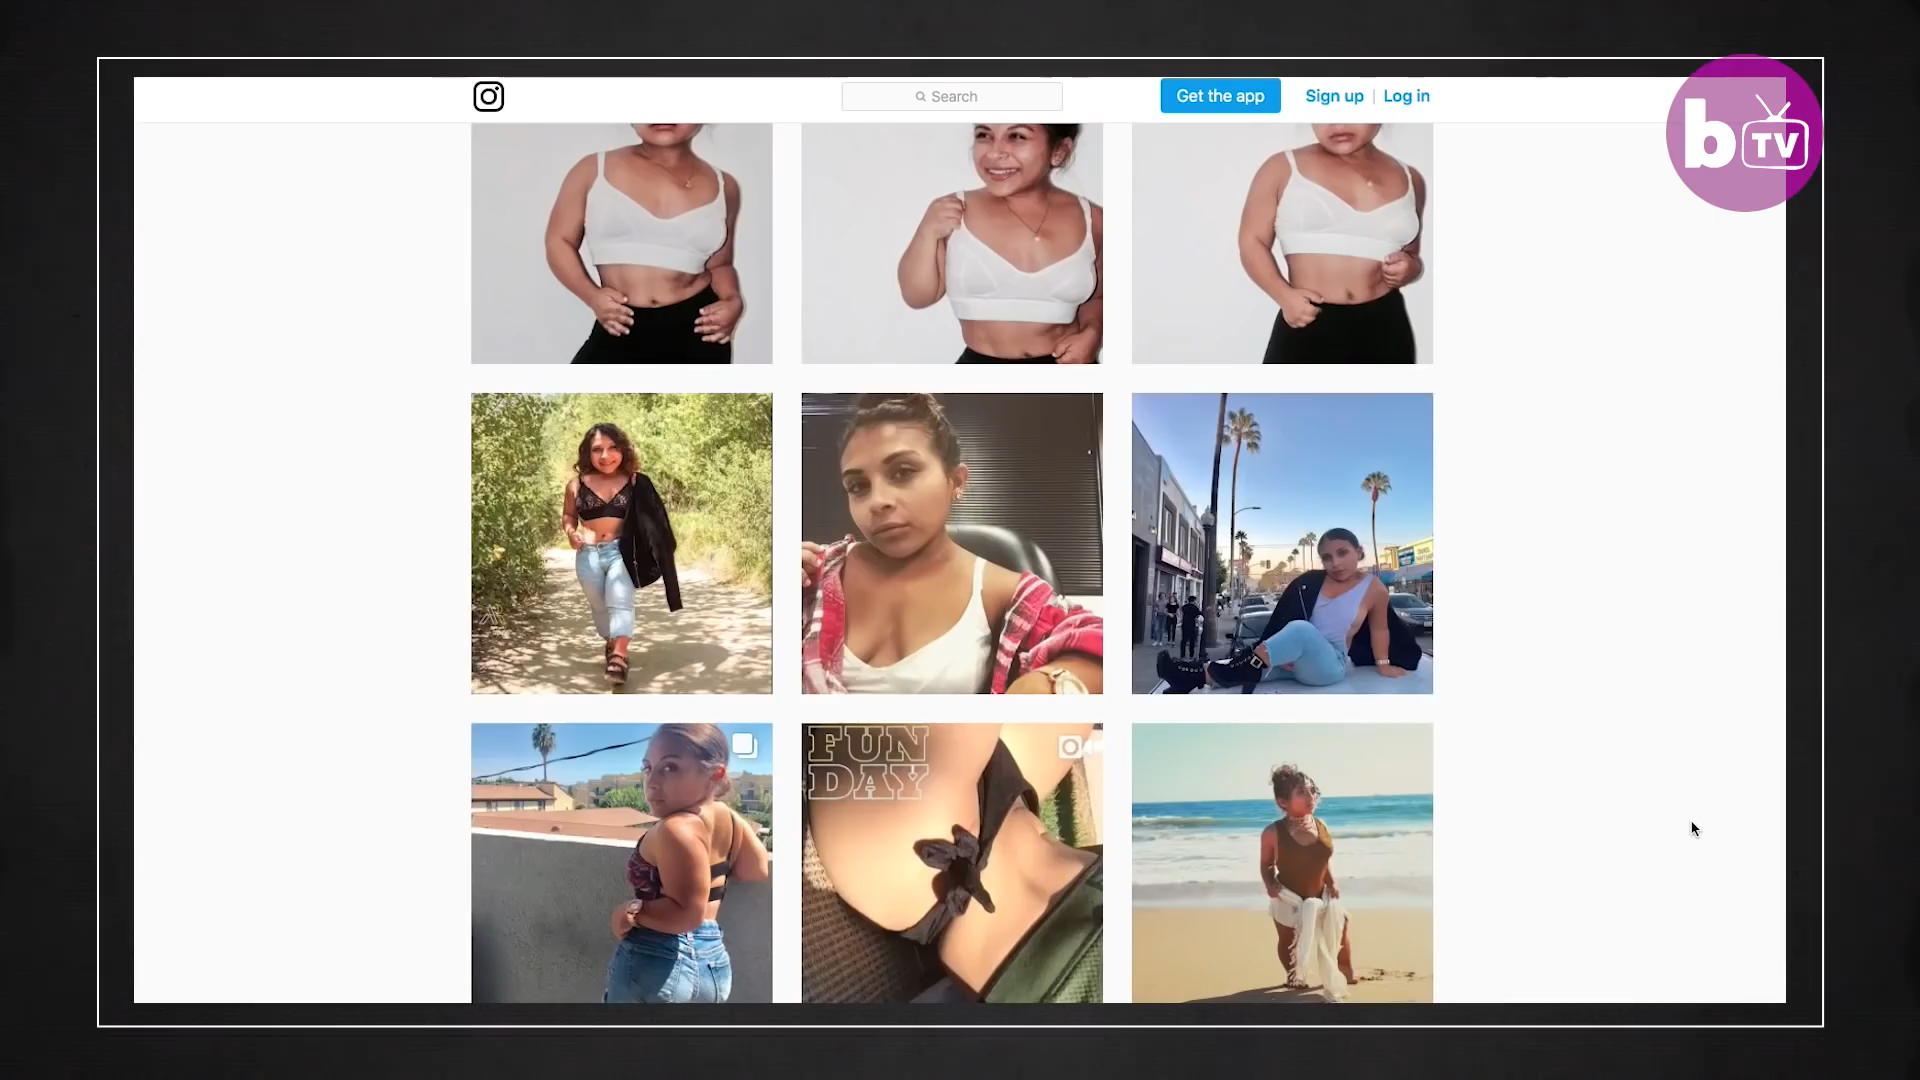 Search
Get the app
Sign up | Log in
b TV
FUN
DAY